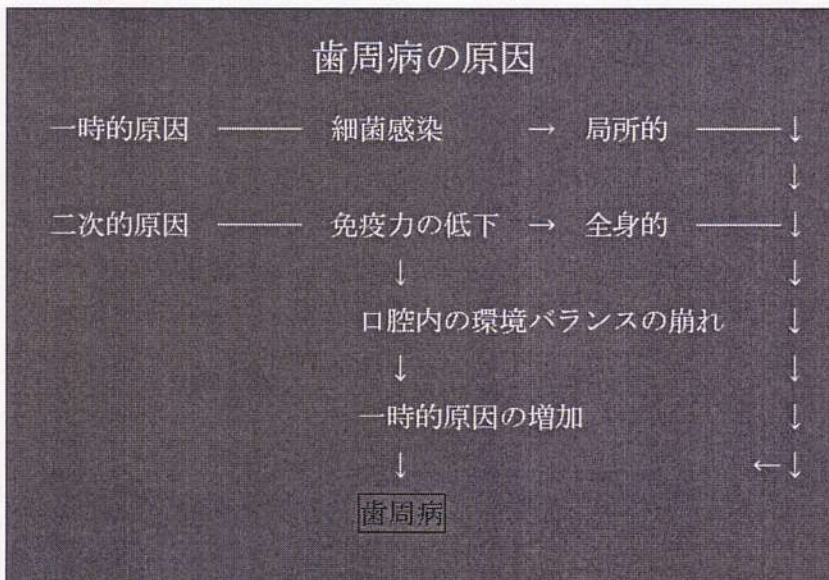 歯周病の原因
一時的原因 ―― 細菌感染 → 局所的 ―― ↓
↓
二次的原因 ―― 免疫力の低下 → 全身的 ―― ↓
↓ ↓
口腔内の環境バランスの崩れ ↓
↓ ↓
一時的原因の増加 ↓
↓ ← ↓
歯周病